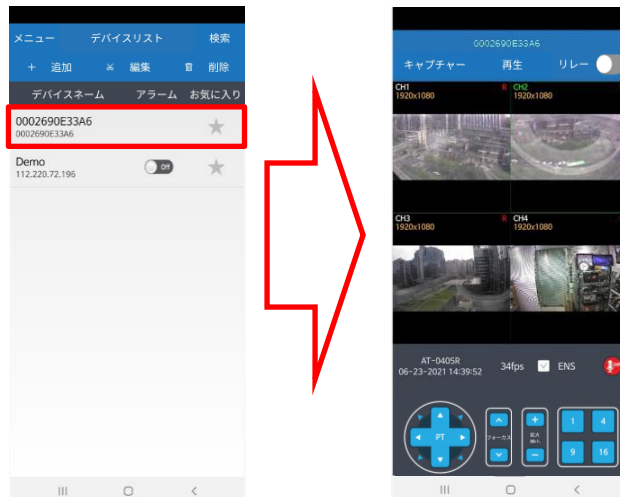 メニュー デバイスリスト 検索
+ 追加 編集 削除
デバイスネーム アラーム お気に入り
0002690E33A6
0002690E33A6
Demo
112.220.72.196
Off
0002690E33A6
キャプチャー 再生 リレー
CH1 R CH2
1920x1080 1920x1080
CH3 R CH4
1920x1080 1920x1080
AT-0405R
06-23-2021 14:39:52
34fps ENS
PT
フォーカス
拡大
1 4
9 16